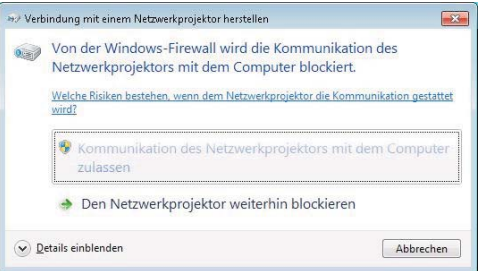 Verbindung mit einem Netzwerkprojektor herstellen
Von der Windows-Firewall wird die Kommunikation des
Netzwerkprojektors mit dem Computer blockiert.
Welche Risiken bestehen, wenn dem Netzwerkprojektor die Kommunikation gestattet
wird?
Kommunikation des Netzwerkprojektors mit dem Computer
zulassen
Den Netzwerkprojektor weiterhin blockieren
Details einblenden
Abbrechen